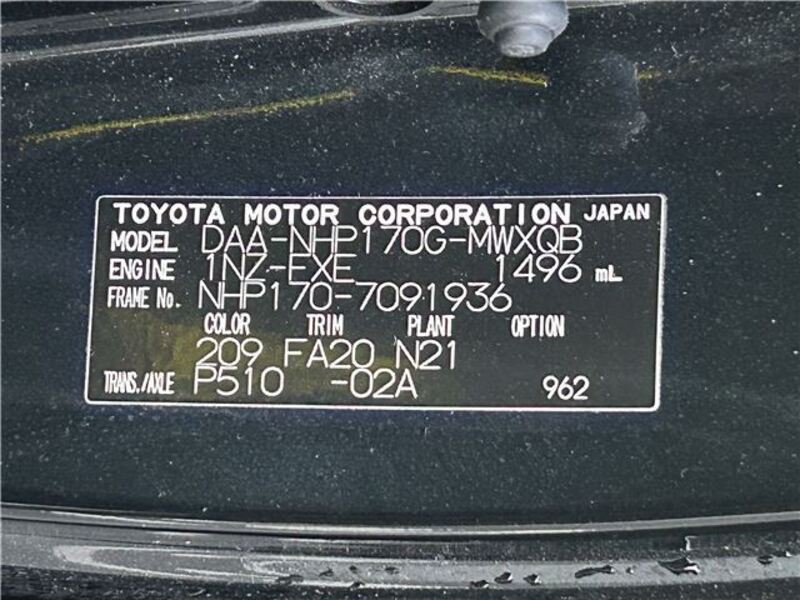 TOYOTA MOTOR CORPORATION JAPAN
MODEL DAA-NHP170G-MWXQB
ENGINE 1NZ-EXE 1496 mL
FRAME No. NHP170-7091936
COLOR TRIM PLANT OPTION
209 FA20 N21
TRANS./AXLE P510 -02A 962